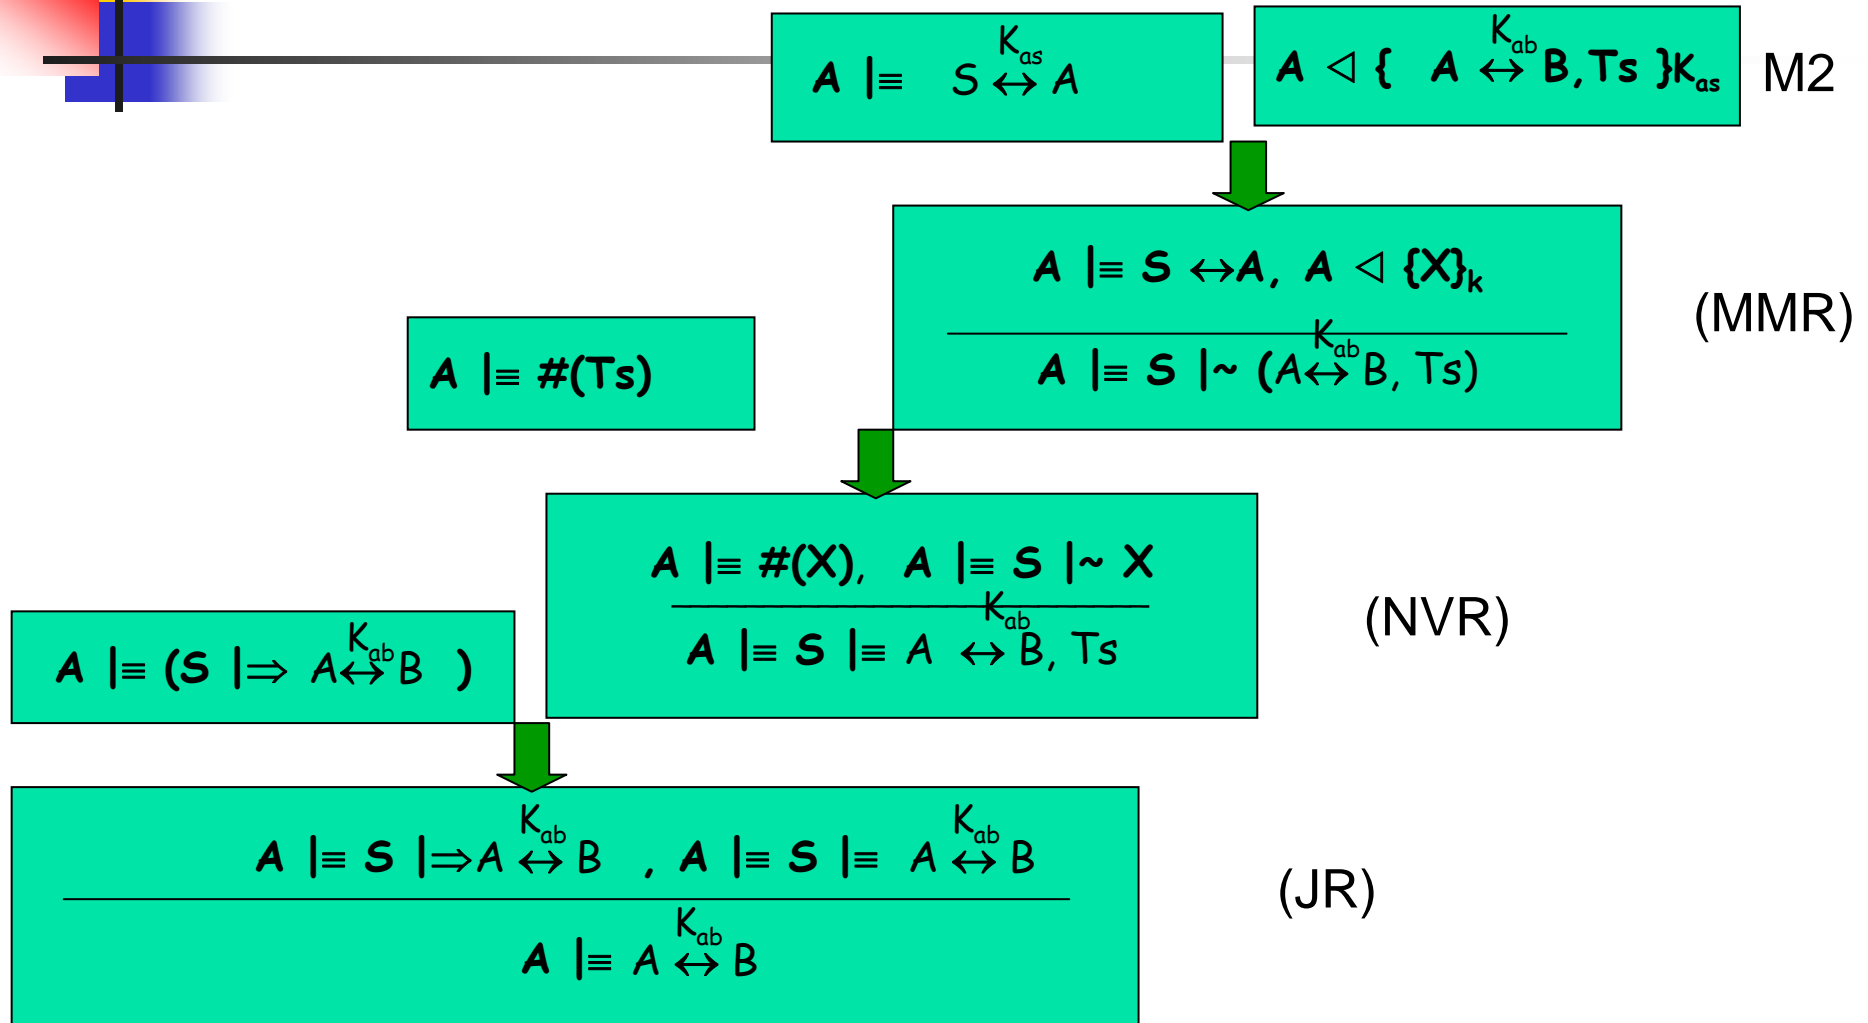 A |≡ S ↔ A Kas
A ◁ { A ↔ B,Ts }Kas Kab
M2
A |≡ S ↔A, A ◁ {X}k
(MMR)
A |≡ S |~ (A↔B, Ts) Kab
A |≡ #(Ts)
A |≡ #(X), A |≡ S |~ X
A |≡ S |≡ A ↔ B, Ts Kab
(NVR)
A |≡ (S |⇒ A↔B ) Kab
A |≡ S |⇒A ↔ B , A |≡ S |≡ A ↔ B Kab Kab
(JR)
A |≡ A ↔ B Kab